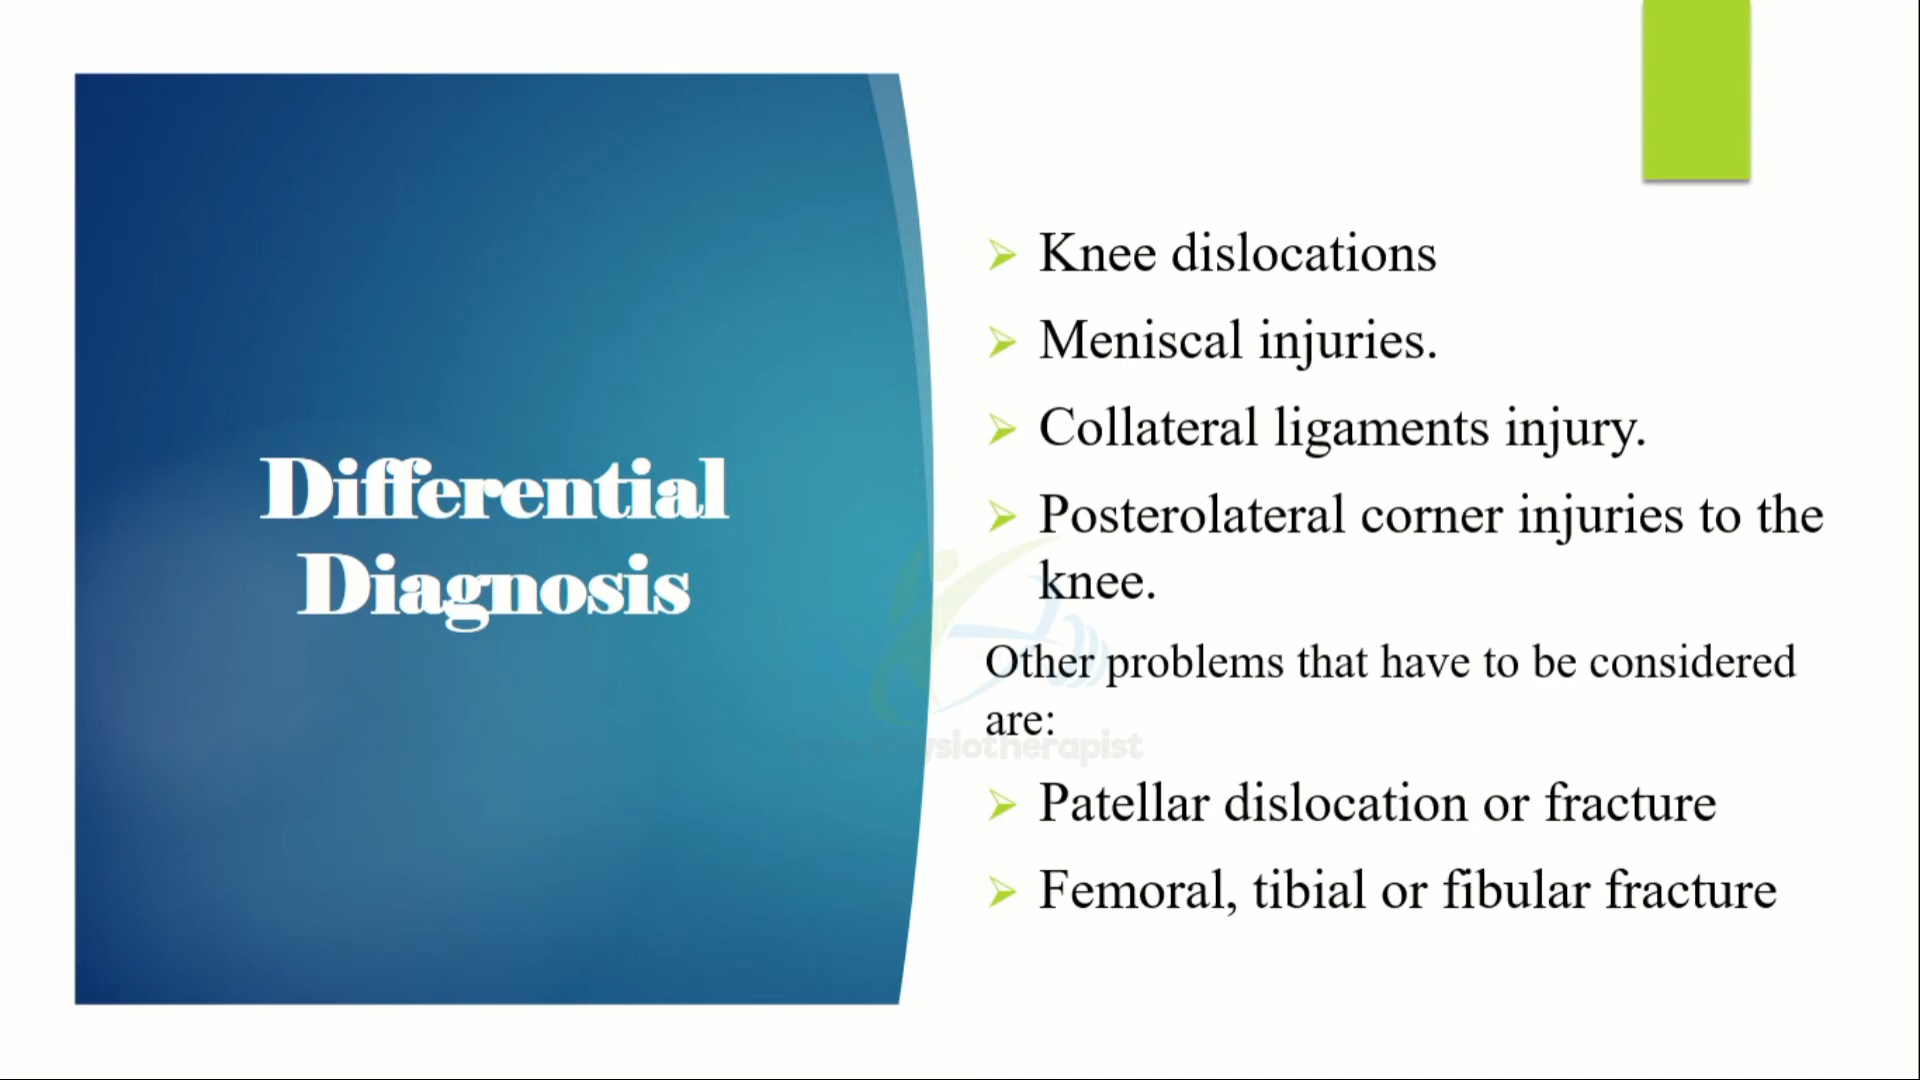 Differential
Diagnosis
Knee dislocations
Meniscal injuries.
Collateral ligaments injury.
Posterolateral corner injuries to the
knee.
Other problems that have to be considered
are:
Patellar dislocation or fracture
Femoral, tibial or fibular fracture